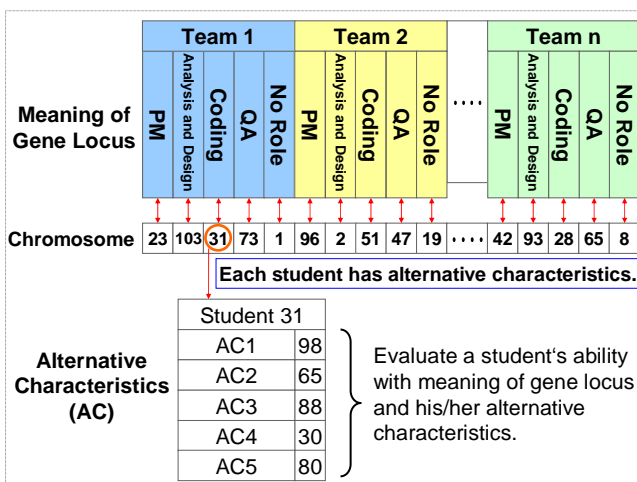 Team 1 Team 2 Team n
Meaning of
Gene Locus
PM Analysis and Design Coding QA No Role PM Analysis and Design Coding QA No Role .... PM Analysis and Design Coding QA No Role
Chromosome 23 103 31 73 1 96 2 51 47 19 .... 42 93 28 65 8
Each student has alternative characteristics.
Student 31
AC1 98
AC2 65
AC3 88
AC4 30
AC5 80
Alternative
Characteristics
(AC)
Evaluate a student‘s ability
with meaning of gene locus
and his/her alternative
characteristics.